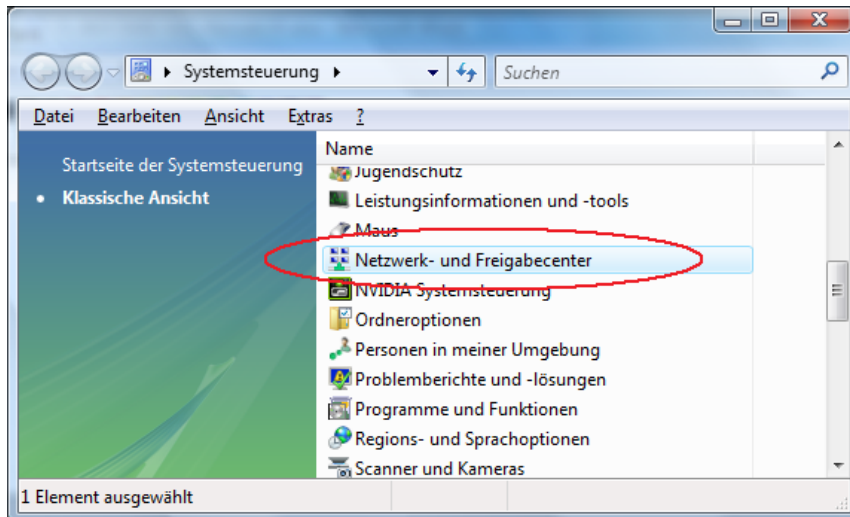 Systemsteuerung
Suchen
Datei Bearbeiten Ansicht Extras ?
Startseite der Systemsteuerung
Klassische Ansicht
Name
Jugendschutz
Leistungsinformationen und -tools
Maus
Netzwerk- und Freigabecenter
NVIDIA Systemsteuerung
Ordneroptionen
Personen in meiner Umgebung
Problemberichte und -lösungen
Programme und Funktionen
Regions- und Sprachoptionen
Scanner und Kameras
1 Element ausgewählt